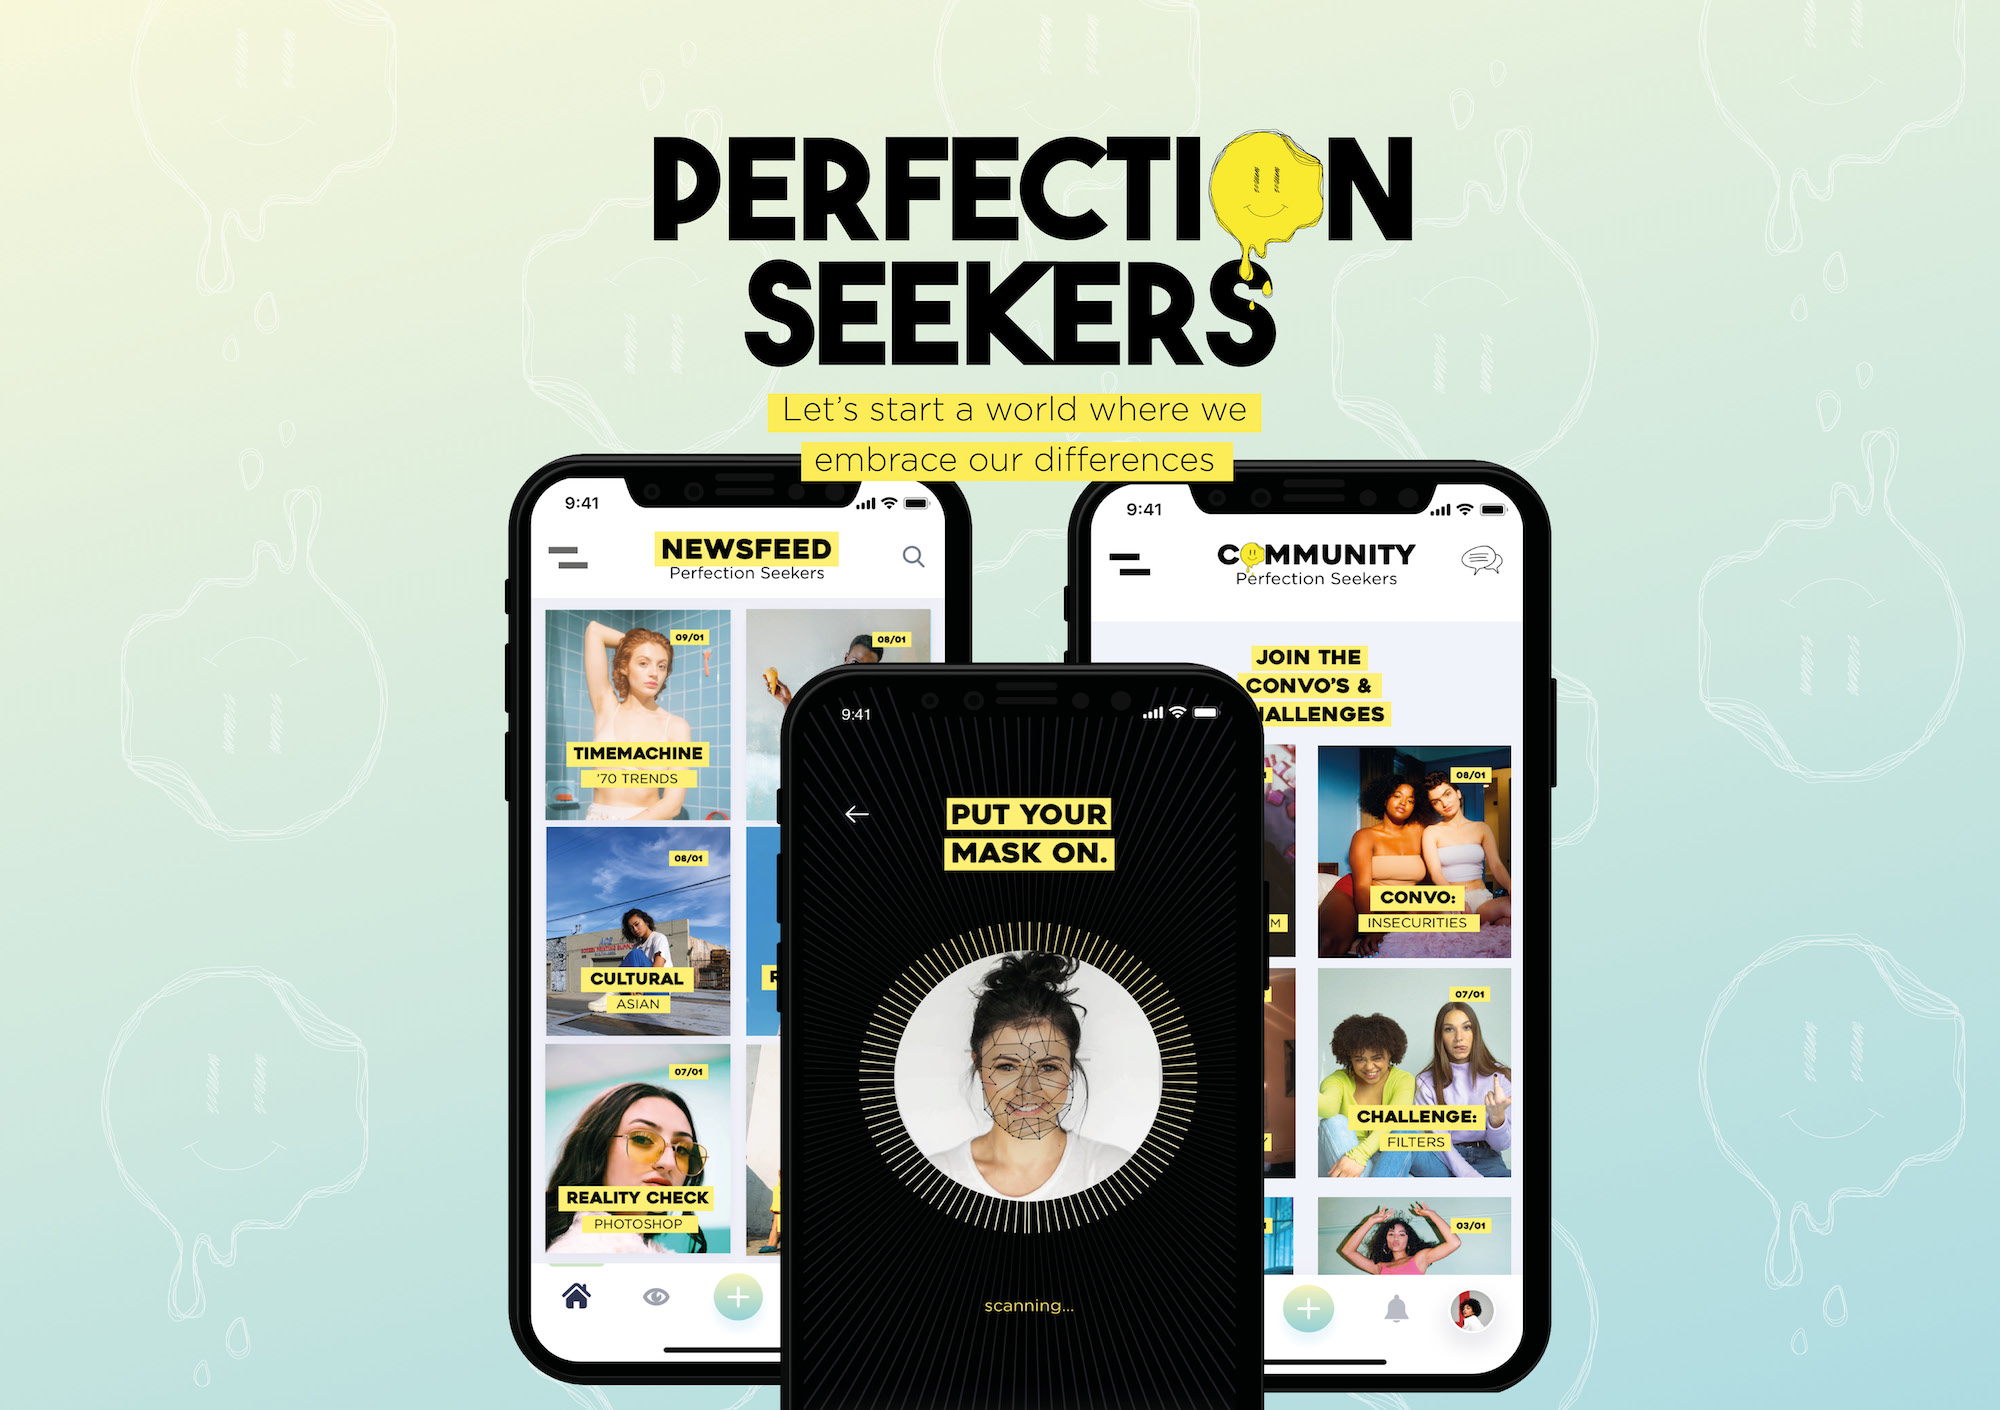 PERFECTION
SEEKERS
Let's start a world where we
embrace our differences
9:41
NEWSFEED
Perfection Seekers
09/01
TIMEMACHINE
'70 TRENDS
08/01
08/01
CULTURAL
ASIAN
07/01
REALITY CHECK
PHOTOSHOP
9:41
PUT YOUR
MASK ON.
scanning...
9:41
COMMUNITY
Perfection Seekers
JOIN THE
CONVO'S &
08/01
CONVO:
INSECURITIES
07/01
CHALLENGE:
FILTERS
03/01